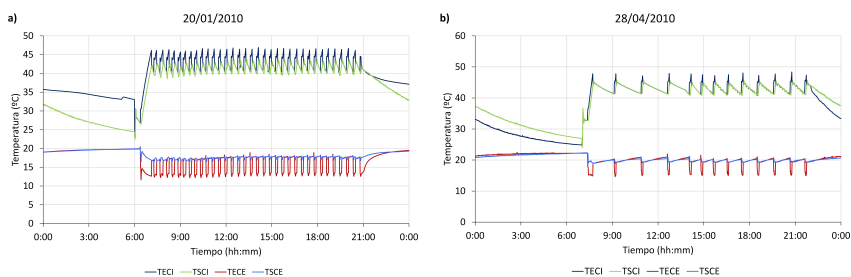 a)
20/01/2010
50
45
40
35
30
25
20
15
10
5
0
Temperatura (ºC)
0:00 3:00 6:00 9:00 12:00 15:00 18:00 21:00 0:00
Tiempo (hh:mm)
TECI TSCI TECE TSCE
b)
28/04/2010
60
50
40
30
20
10
0
Temperatura (ºC)
0:00 3:00 6:00 9:00 12:00 15:00 18:00 21:00 0:00
Tiempo (hh:mm)
TECI TSCI TECE TSCE